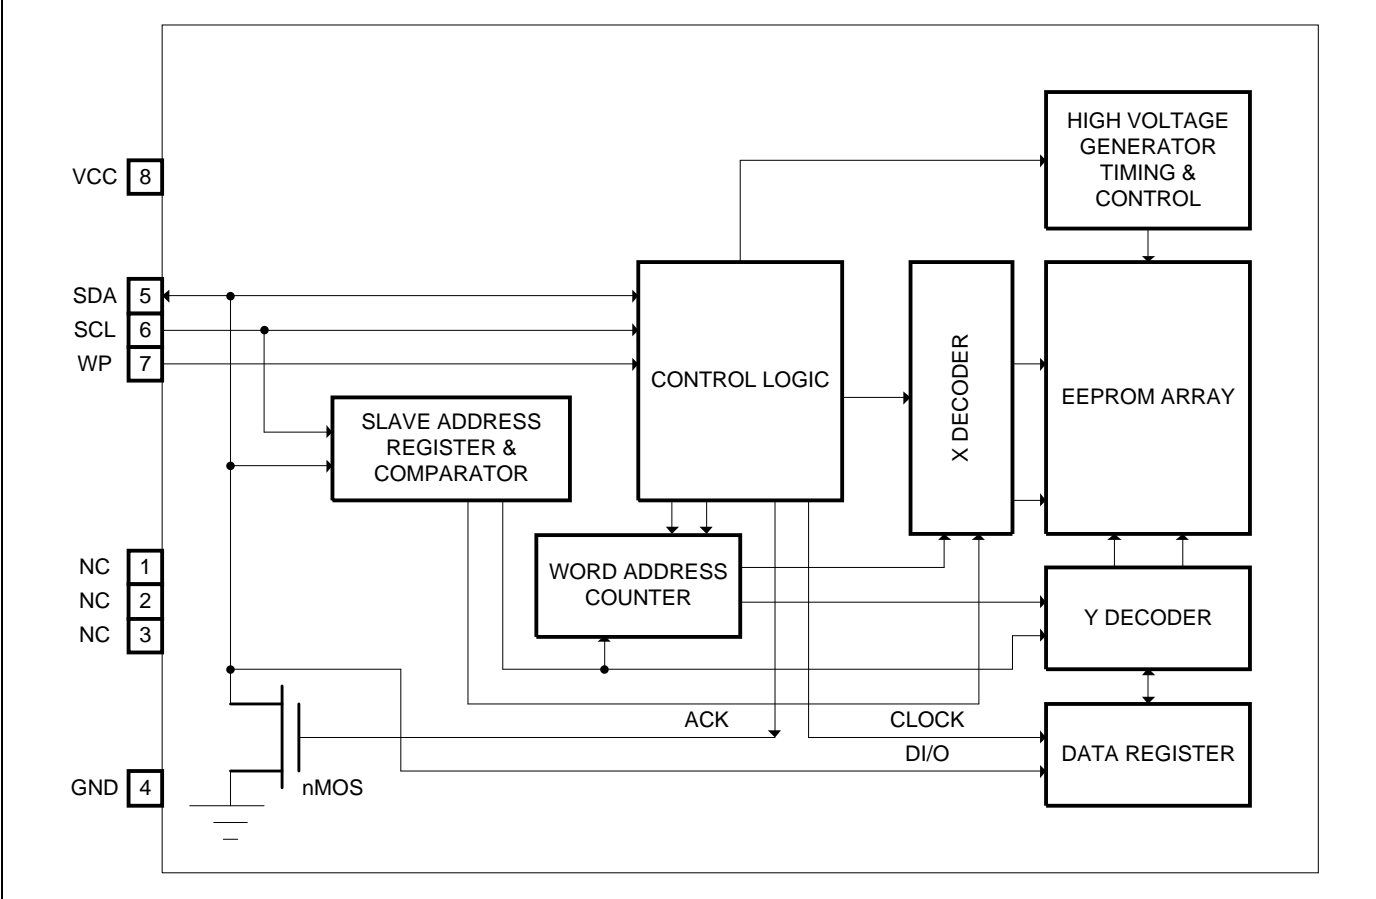 HIGH VOLTAGE
GENERATOR
TIMING &
CONTROL
VCC 8
SDA 5
SCL 6
WP 7
CONTROL LOGIC
X DECODER
EEPROM ARRAY
SLAVE ADDRESS
REGISTER &
COMPARATOR
NC 1
NC 2
NC 3
WORD ADDRESS
COUNTER
Y DECODER
ACK
CLOCK
DI/O
DATA REGISTER
GND 4
nMOS